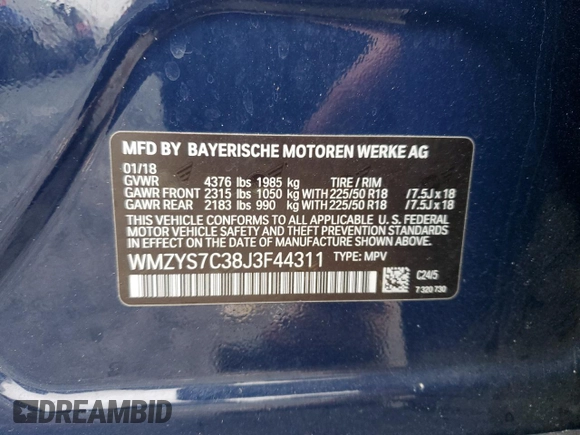 MFD BY BAYERISCHE MOTOREN WERKE AG
01/18
GVWR 4376 lbs 1985 kg TIRE / RIM
GAWR FRONT 2315 lbs 1050 kg WITH 225/50 R18 /7.5J x 18
GAWR REAR 2183 lbs 990 kg WITH 225/50 R18 /7.5J x 18
THIS VEHICLE CONFORMS TO ALL APPLICABLE U. S. FEDERAL
MOTOR VEHICLE SAFETY AND THEFT PREVENTION STANDARDS
IN EFFECT ON THE DATE OF MANUFACTURE SHOWN ABOVE.
WMZYS7C38J3F44311 TYPE: MPV
C24/5
7 320 730
DREAMBID